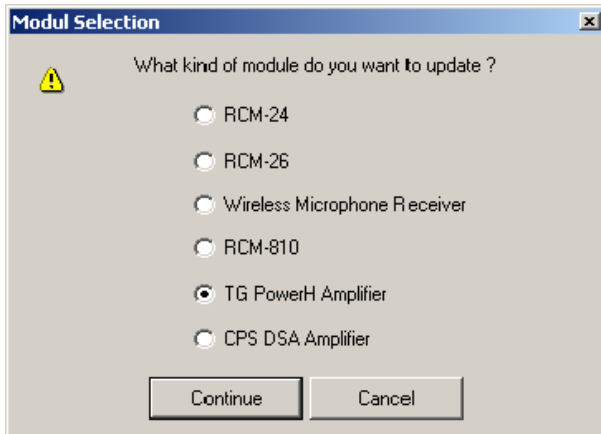 Modul Selection
What kind of module do you want to update ?
RCM-24
RCM-26
Wireless Microphone Receiver
RCM-810
TG PowerH Amplifier
CPS DSA Amplifier
Continue Cancel